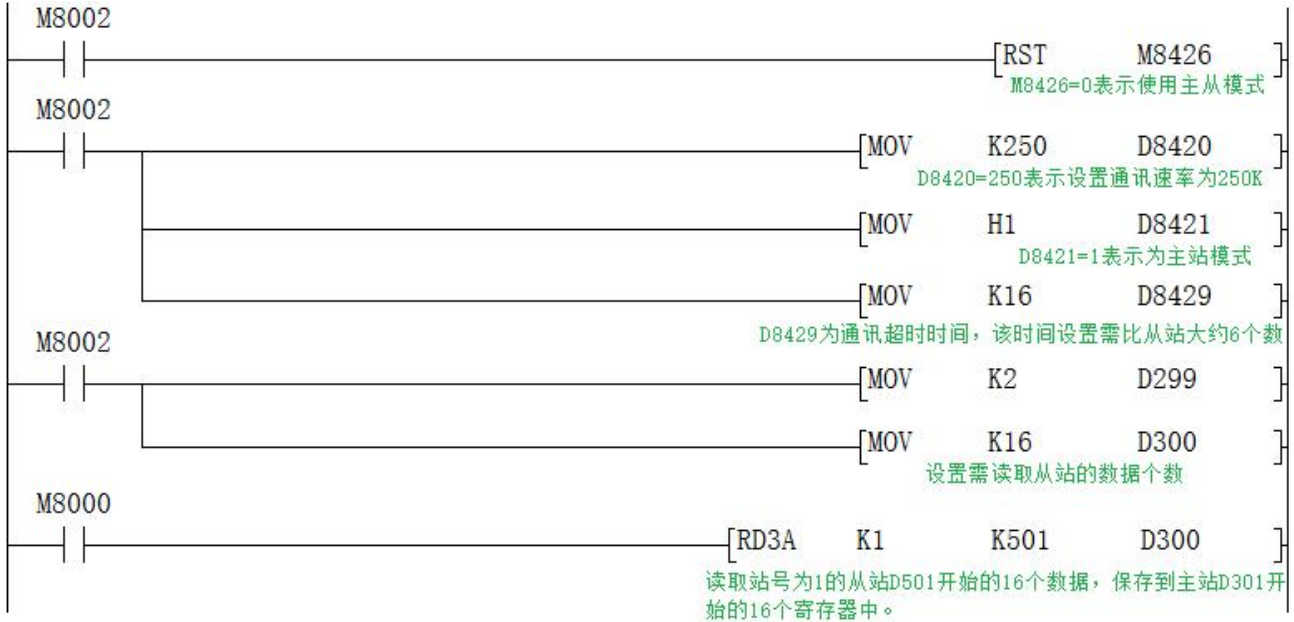 M8002
[RST M8426 ]
M8426=0表示使用主从模式
M8002
[MOV K250 D8420 ]
D8420=250表示设置通讯速率为250K
[MOV H1 D8421 ]
D8421=1表示为主站模式
[MOV K16 D8429 ]
D8429为通讯超时时间，该时间设置需比从站大约6个数
M8002
[MOV K2 D299 ]
[MOV K16 D300 ]
设置需读取从站的数据个数
M8000
[RD3A K1 K501 D300 ]
读取站号为1的从站D501开始的16个数据，保存到主站D301开
始的16个寄存器中。